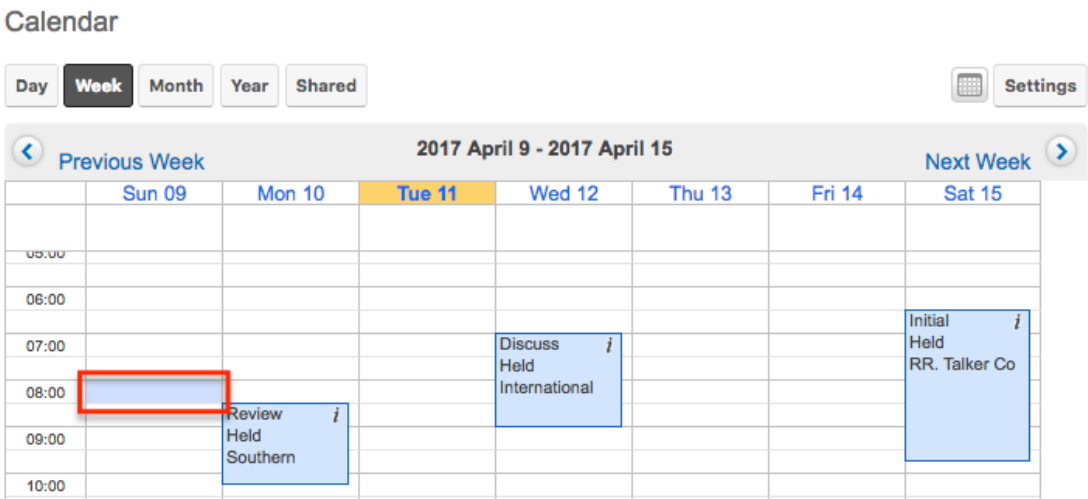 Calendar
Day Week Month Year Shared Settings
Previous Week 2017 April 9 - 2017 April 15 Next Week
Sun 09 Mon 10 Tue 11 Wed 12 Thu 13 Fri 14 Sat 15
05:00
06:00
Initial i
07:00 Discuss i Held
Held RR. Talker Co
08:00 International
Review i
09:00 Held
Southern
10:00